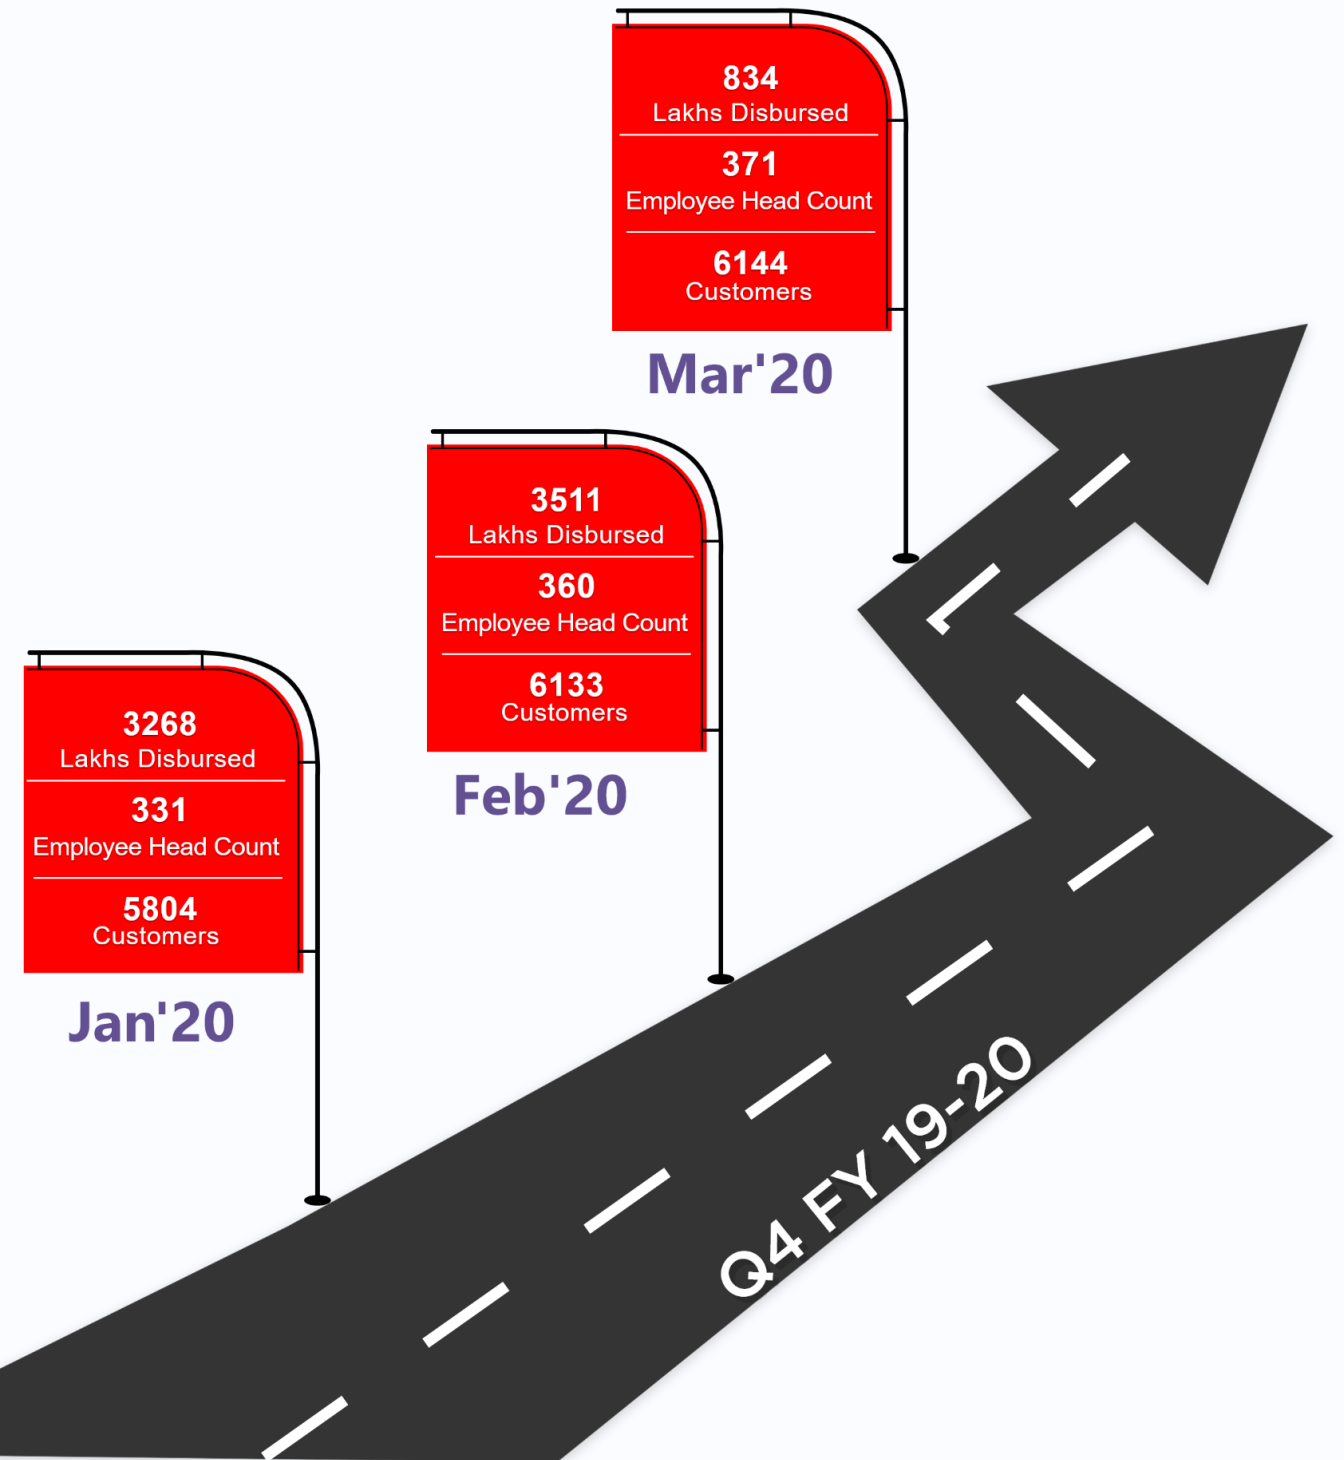 834
Lakhs Disbursed
371
Employee Head Count
6144
Customers
Mar'20
3511
Lakhs Disbursed
360
Employee Head Count
6133
Customers
Feb'20
3268
Lakhs Disbursed
331
Employee Head Count
5804
Customers
Jan'20
Q4 FY 19-20